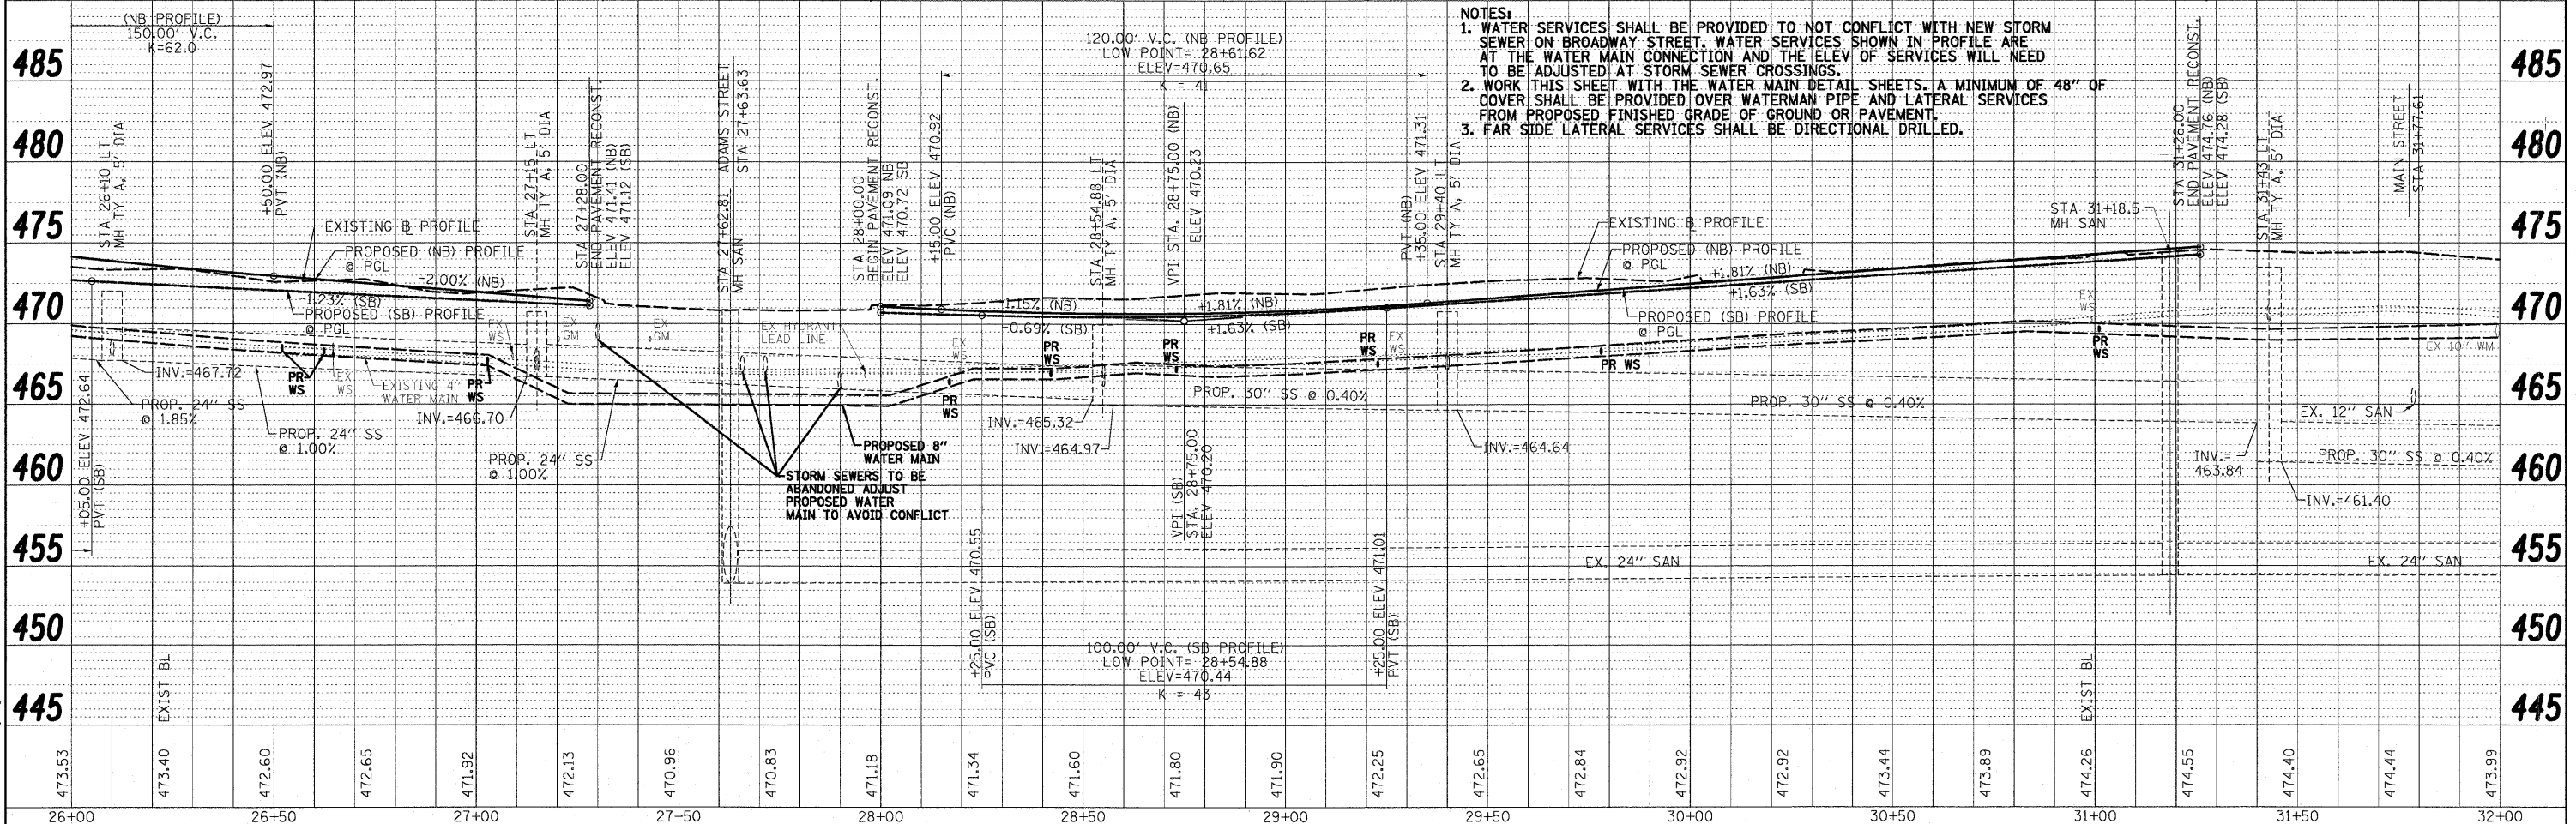 (NB PROFILE)
150.00' V.C.
K=62.0
120.00' V.C. (NB PROFILE)
LOW POINT= 28+61.62
ELEV=470.65
K = 41
NOTES:
1. WATER SERVICES SHALL BE PROVIDED TO NOT CONFLICT WITH NEW STORM
SEWER ON BROADWAY STREET. WATER SERVICES SHOWN IN PROFILE ARE
AT THE WATER MAIN CONNECTION AND THE ELEV OF SERVICES WILL NEED
TO BE ADJUSTED AT STORM SEWER CROSSINGS.
2. WORK THIS SHEET WITH THE WATER MAIN DETAIL SHEETS. A MINIMUM OF 48" OF
COVER SHALL BE PROVIDED OVER WATERMAN PIPE AND LATERAL SERVICES
FROM PROPOSED FINISHED GRADE OF GROUND OR PAVEMENT.
3. FAR SIDE LATERAL SERVICES SHALL BE DIRECTIONAL DRILLED.
485
480
475
470
465
460
455
450
445
485
480
475
470
465
460
455
450
445
STA 26+10 LT
MH TY A, 5' DIA
+50.00 ELEV 472.97
PVT (NB)
STA 27+15 LT
MH TY A, 5' DIA
STA 27+28.00
END PAVEMENT RECONST.
ELEV 471.41 (NB)
ELEV 471.12 (SB)
STA 27+62.81
MH SAN
ADAMS STREET
STA 27+63.63
STA 28+00.00
BEGIN PAVEMENT RECONST.
ELEV 471.09 NB
ELEV 470.72 SB
+15.00 ELEV 470.92
PVC (NB)
STA 28+54.88 LT
MH TY A, 5' DIA
VPI STA. 28+75.00 (NB)
ELEV 470.23
PVT (NB)
+35.00 ELEV 471.31
STA 29+40 LT
MH TY A, 5' DIA
STA 31+26.00
END PAVEMENT RECONST.
ELEV 474.76 (NB)
ELEV 474.28 (SB)
STA 31+43 LT
MH TY A, 5' DIA
MAIN STREET
STA 31+77.61
STA 31+18.5
MH SAN
EXISTING BL PROFILE
PROPOSED (NB) PROFILE
@ PGL
-2.00% (NB)
-1.23% (SB)
PROPOSED (SB) PROFILE
@ PGL
EX
WS
EX
GM
EX
GM
EX HYDRANT
LEAD LINE
-1.15% (NB)
-0.69% (SB)
+1.81% (NB)
+1.63% (SB)
EX
WS
PR
WS
PR
WS
PR
WS
EX
WS
EXISTING BL PROFILE
PROPOSED (NB) PROFILE
@ PGL
+1.81% (NB)
+1.63% (SB)
PROPOSED (SB) PROFILE
@ PGL
PR WS
EX
WS
PR
WS
EX 10" WM
INV.=467.72
PR
WS
EX
WS
EXISTING 4"
WATER MAIN
PR
WS
INV.=466.70
PROP. 24" SS
@ 1.85%
PROP. 24" SS
@ 1.00%
PROP. 24" SS
@ 1.00%
PR
WS
PROPOSED 8"
WATER MAIN
STORM SEWERS TO BE
ABANDONED ADJUST
PROPOSED WATER
MAIN TO AVOID CONFLICT
INV.=465.32
INV.=464.97
PROP. 30" SS @ 0.40%
INV.=464.64
PROP. 30" SS @ 0.40%
EX. 12" SAN
INV.=
463.84
PROP. 30" SS @ 0.40%
INV.=461.40
+05.00 ELEV 472.64
PVT (SB)
VPI (SB)
STA. 28+75.00
ELEV 470.20
+25.00 ELEV 470.55
PVC (SB)
+25.00 ELEV 471.01
PVT (SB)
EX. 24" SAN
EX. 24" SAN
100.00' V.C. (SB PROFILE)
LOW POINT= 28+54.88
ELEV=470.44
K = 43
EXIST BL
EXIST BL
473.53
473.40
472.60
472.65
471.92
472.13
470.96
470.83
471.18
471.34
471.60
471.80
471.90
472.25
472.65
472.84
472.92
472.92
473.44
473.89
474.26
474.55
474.40
474.44
473.99
26+00
26+50
27+00
27+50
28+00
28+50
29+00
29+50
30+00
30+50
31+00
31+50
32+00